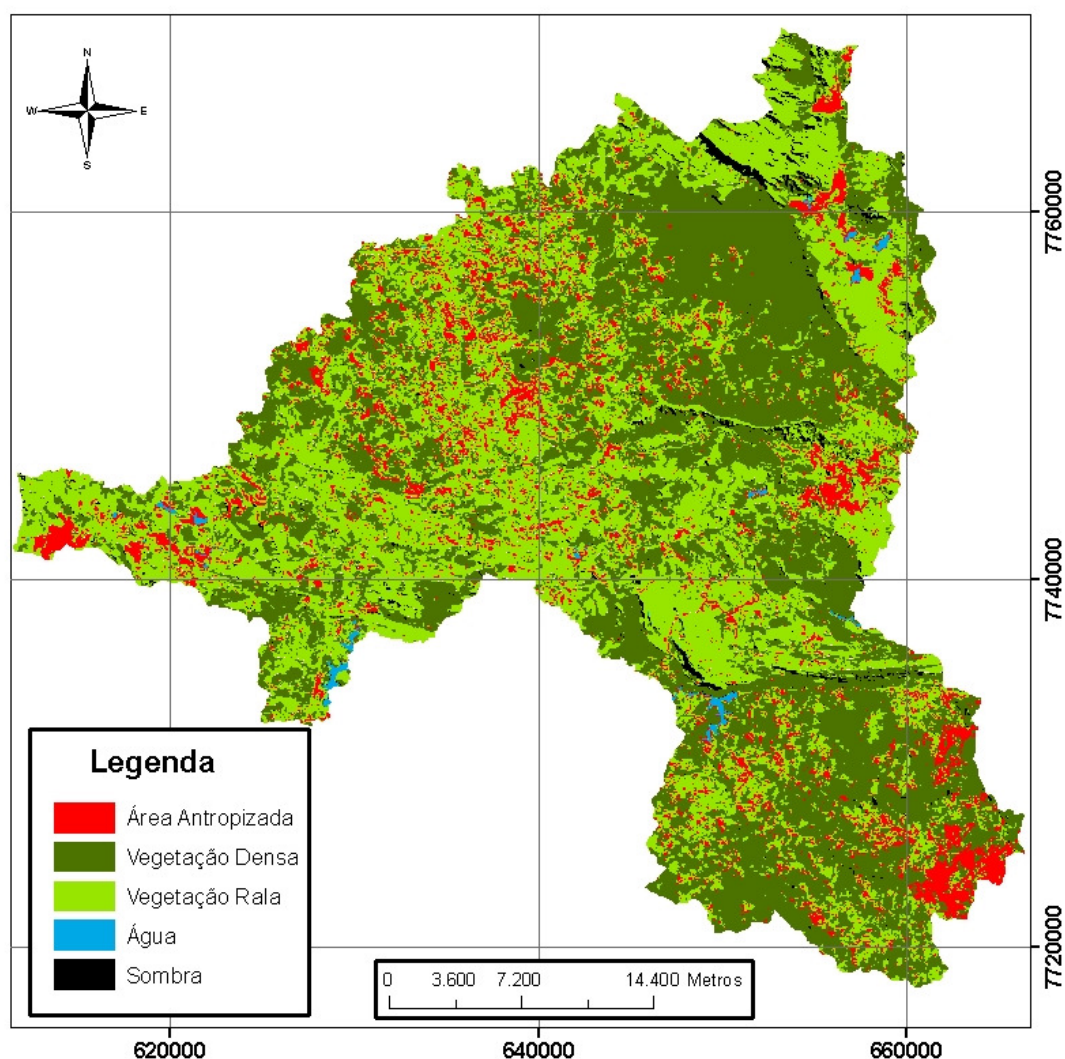 N
W E
S
7760000
7740000
7720000
Legenda
Área Antropizada
Vegetação Densa
Vegetação Rala
Água
Sombra
0 3.600 7.200 14.400 Metros
620000 640000 660000